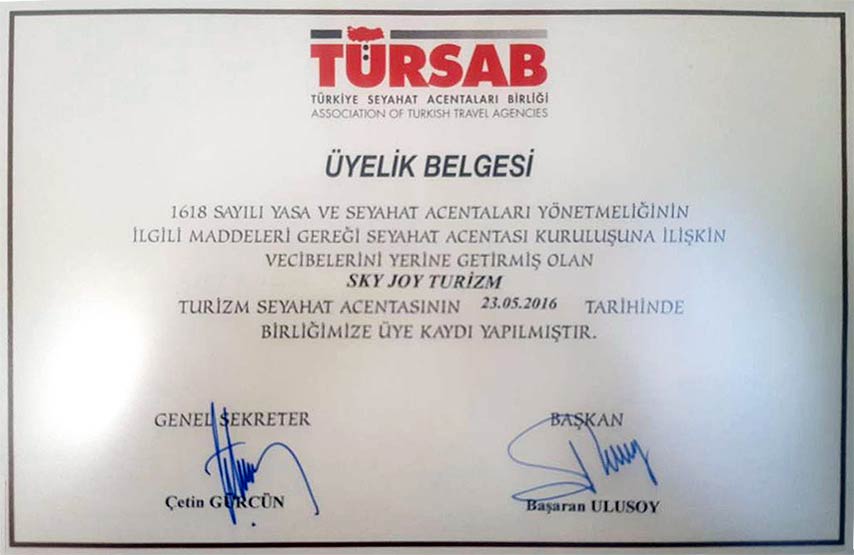 TÜRSAB
TÜRKİYE SEYAHAT ACENTALARI BİRLİĞİ
ASSOCIATION OF TURKISH TRAVEL AGENCIES
ÜYELİK BELGESİ
1618 SAYILI YASA VE SEYAHAT ACENTALARI YÖNETMELİĞİNİN
İLGİLİ MADDELERİ GEREĞİ SEYAHAT ACENTASI KURULUŞUNA İLİŞKİN
VECİBELERİNİ YERİNE GETİRMİŞ OLAN
SKY JOY TURİZM
TURİZM SEYAHAT ACENTASININ 23.05.2016 TARİHİNDE
BİRLİĞİMİZE ÜYE KAYDI YAPILMIŞTIR.
GENEL SEKRETER BAŞKAN
Çetin GÜRCÜN Başaran ULUSOY